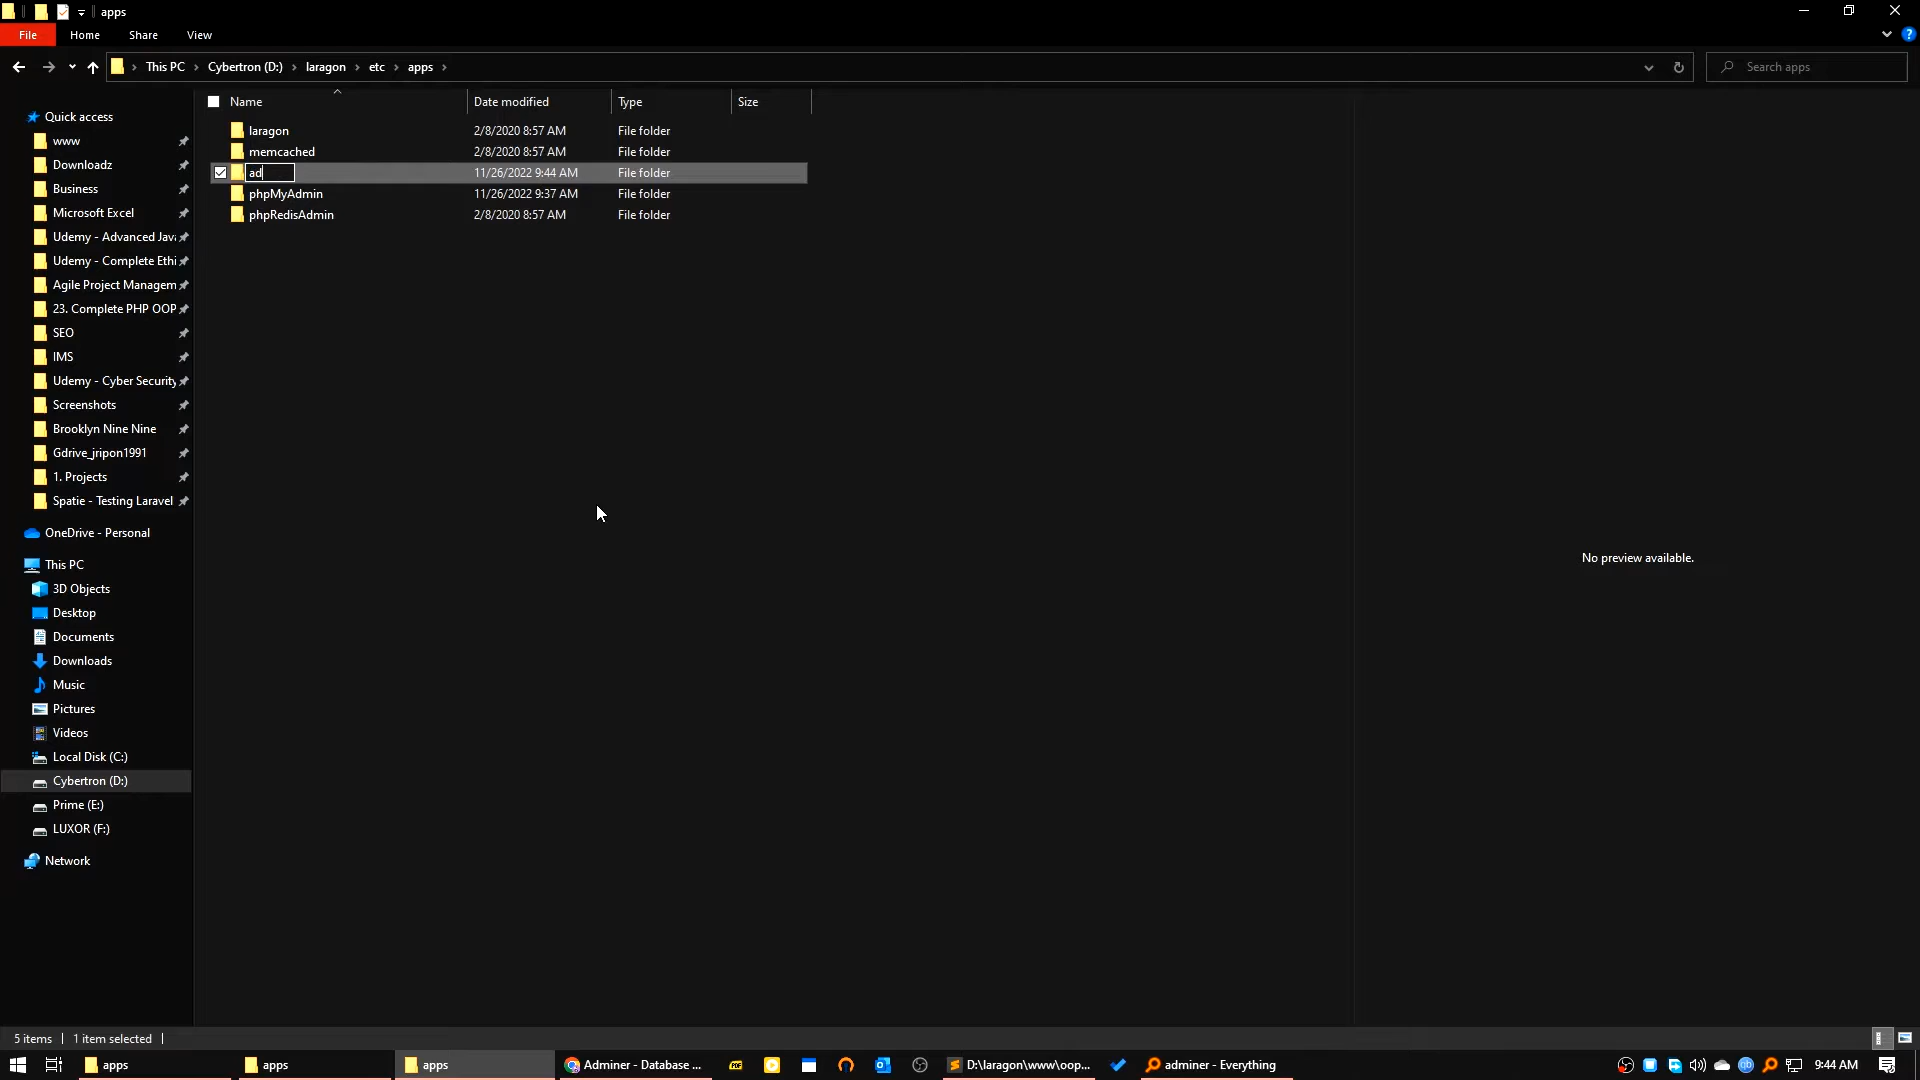 apps
File Home Share View
This PC Cybertron (D:) laragon etc apps
Search apps
Name Date modified Type Size
laragon 2/8/2020 8:57 AM File folder
memcached 2/8/2020 8:57 AM File folder
ad 11/26/2022 9:44 AM File folder
phpMyAdmin 11/26/2022 9:37 AM File folder
phpRedisAdmin 2/8/2020 8:57 AM File folder
Quick access
www
Downloadz
Business
Microsoft Excel
Udemy - Advanced Java
Udemy - Complete Ethi
Agile Project Managem
23. Complete PHP OOP
SEO
IMS
Udemy - Cyber Security
Screenshots
Brooklyn Nine Nine
Gdrive_jripon1991
1. Projects
Spatie - Testing Laravel
OneDrive - Personal
This PC
3D Objects
Desktop
Documents
Downloads
Music
Pictures
Videos
Local Disk (C:)
Cybertron (D:)
Prime (E:)
LUXOR (F:)
Network
No preview available.
5 items 1 item selected
apps apps apps Adminer - Database ... D:\laragon\www\oop... adminer - Everything 9:44 AM